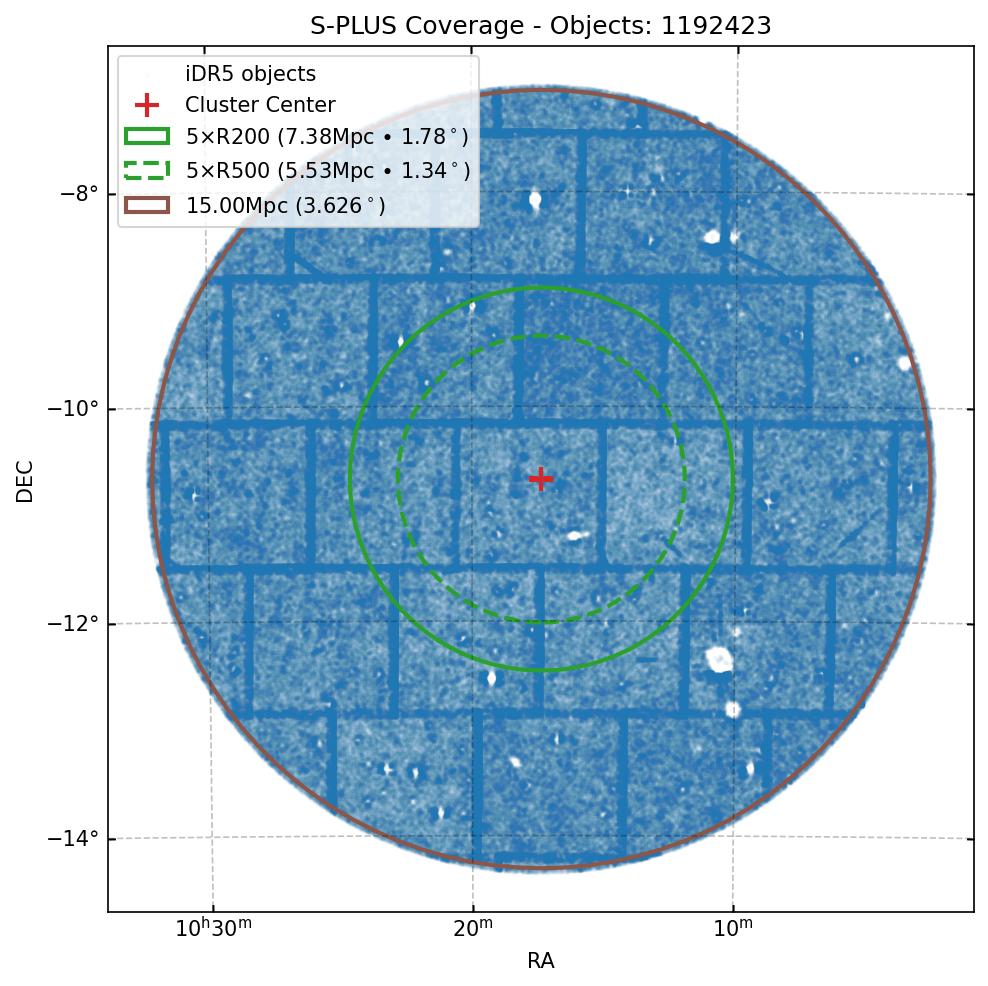 S-PLUS Coverage - Objects: 1192423
iDR5 objects
Cluster Center
5×R200 (7.38Mpc • 1.78°)
5×R500 (5.53Mpc • 1.34°)
15.00Mpc (3.626°)
−8°
−10°
−12°
−14°
DEC
10ʰ30ᵐ
20ᵐ
10ᵐ
RA